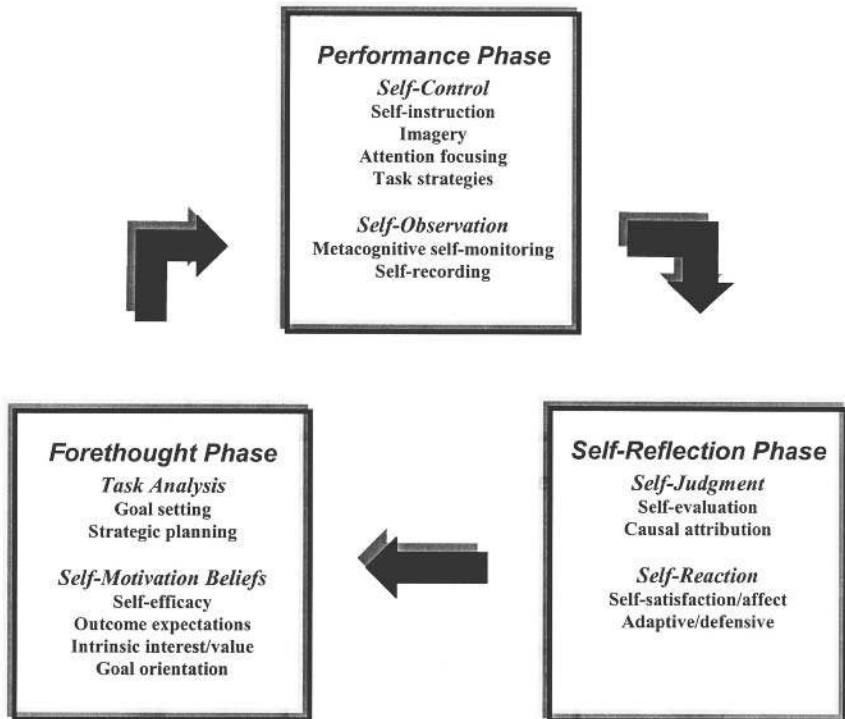 Performance Phase
Self-Control
Self-instruction
Imagery
Attention focusing
Task strategies
Self-Observation
Metacognitive self-monitoring
Self-recording
Forethought Phase
Task Analysis
Goal setting
Strategic planning
Self-Motivation Beliefs
Self-efficacy
Outcome expectations
Intrinsic interest/value
Goal orientation
Self-Reflection Phase
Self-Judgment
Self-evaluation
Causal attribution
Self-Reaction
Self-satisfaction/affect
Adaptive/defensive